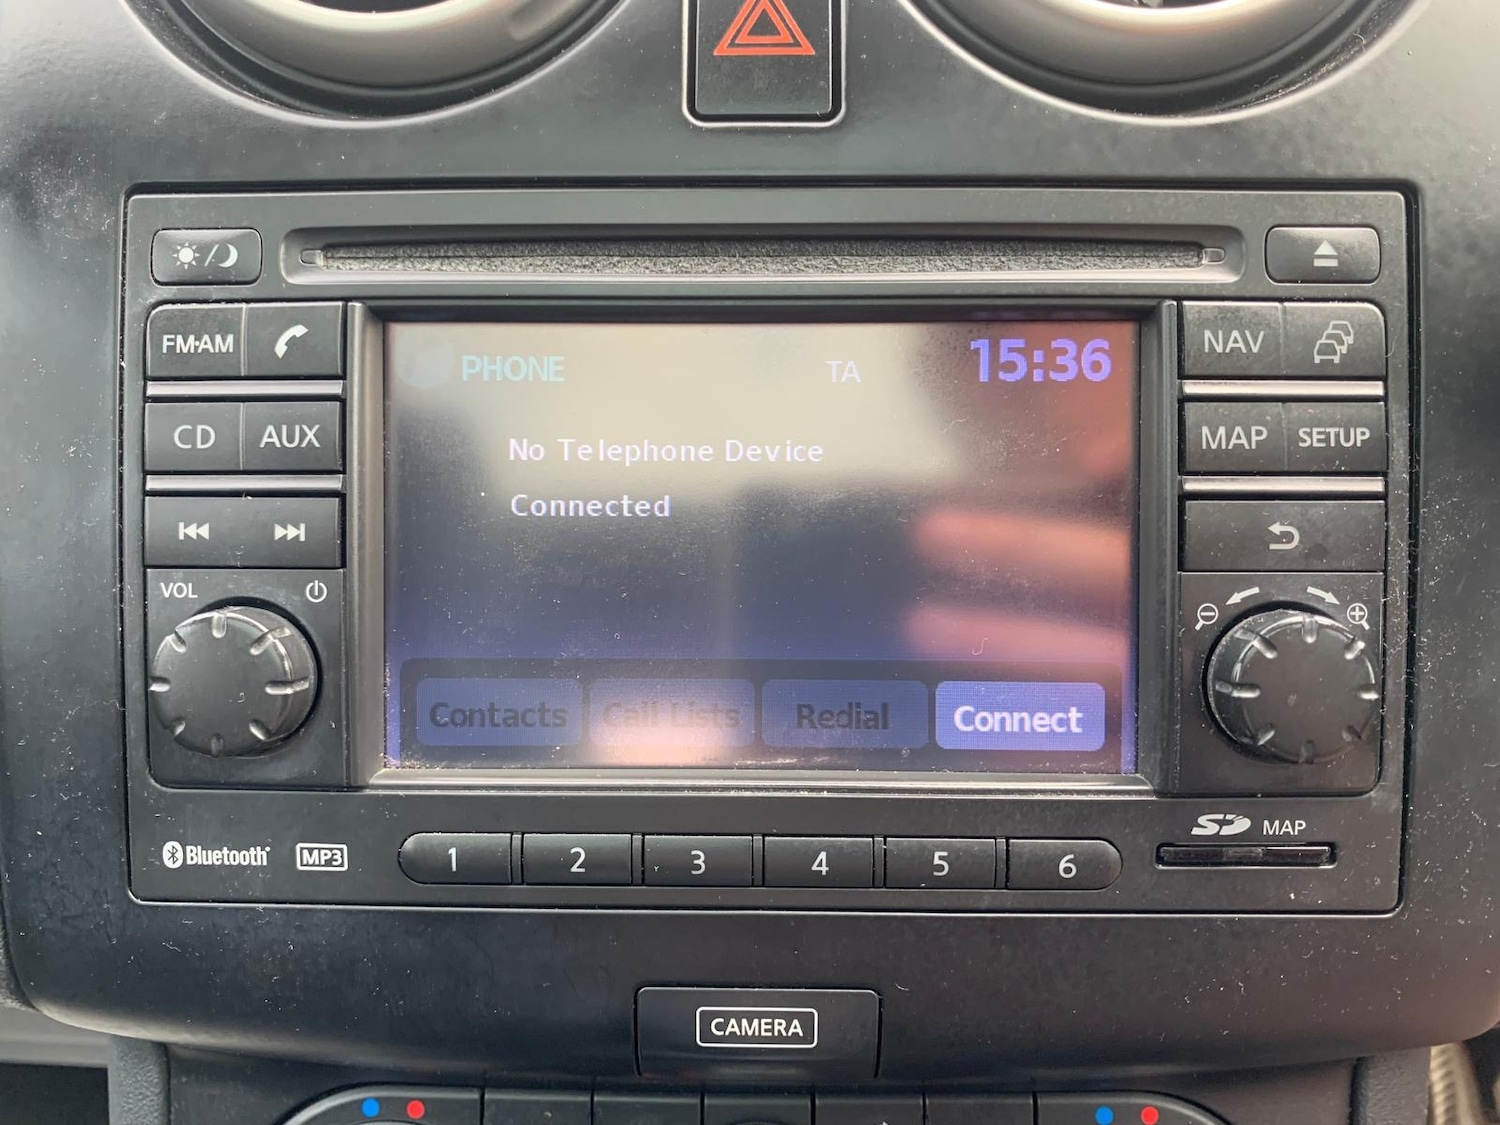 FM·AM
CD AUX
VOL
PHONE TA 15:36
No Telephone Device
Connected
Contacts Call Lists Redial Connect
NAV
MAP SETUP
Bluetooth MP3
1 2 3 4 5 6
SD MAP
CAMERA